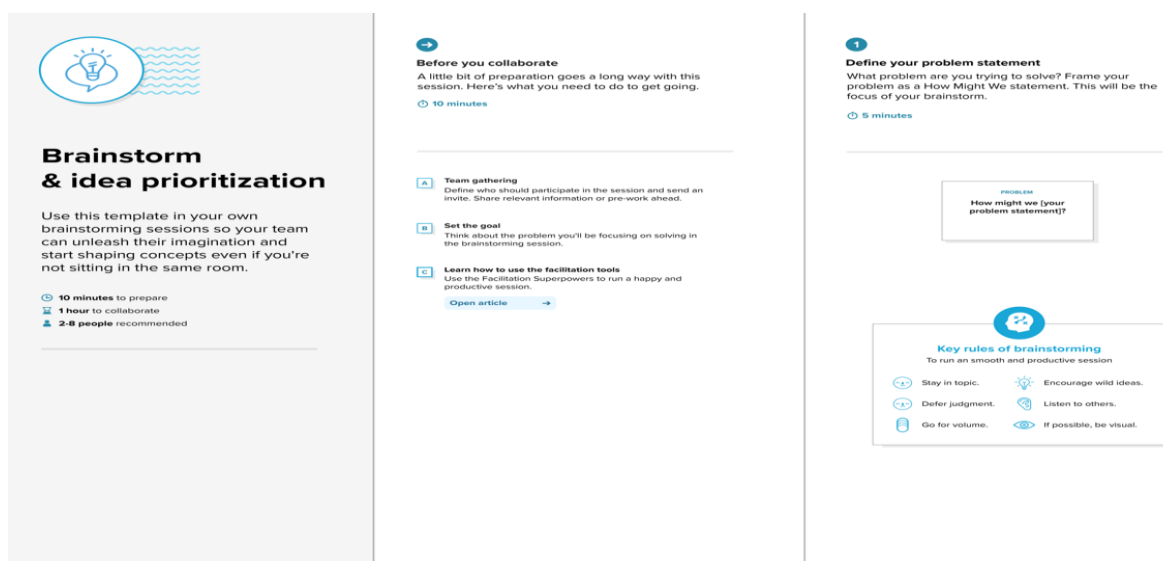 Brainstorm
& idea prioritization
Use this template in your own
brainstorming sessions so your team
can unleash their imagination and
start shaping concepts even if you're
not sitting in the same room.
10 minutes to prepare
1 hour to collaborate
2-8 people recommended
Before you collaborate
A little bit of preparation goes a long way with this
session. Here's what you need to do to get going.
10 minutes
A
Team gathering
Define who should participate in the session and send an
invite. Share relevant information or pre-work ahead.
B
Set the goal
Think about the problem you'll be focusing on solving in
the brainstorming session.
C
Learn how to use the facilitation tools
Use the Facilitation Superpowers to run a happy and
productive session.
Open article
1
Define your problem statement
What problem are you trying to solve? Frame your
problem as a How Might We statement. This will be the
focus of your brainstorm.
5 minutes
PROBLEM
How might we [your
problem statement]?
Key rules of brainstorming
To run an smooth and productive session
Stay in topic.
Encourage wild ideas.
Defer judgment.
Listen to others.
Go for volume.
If possible, be visual.